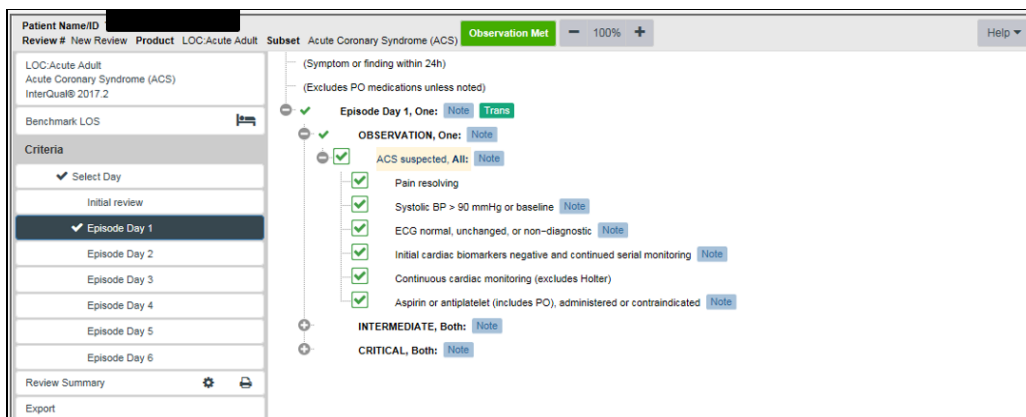 Patient Name/ID
Review # New Review Product LOC:Acute Adult Subset Acute Coronary Syndrome (ACS)
Observation Met
100%
Help
LOC:Acute Adult
Acute Coronary Syndrome (ACS)
InterQual® 2017.2
Benchmark LOS
Criteria
Select Day
Initial review
Episode Day 1
Episode Day 2
Episode Day 3
Episode Day 4
Episode Day 5
Episode Day 6
Review Summary
Export
(Symptom or finding within 24h)
(Excludes PO medications unless noted)
Episode Day 1, One: Note Trans
OBSERVATION, One: Note
ACS suspected, All: Note
Pain resolving
Systolic BP > 90 mmHg or baseline Note
ECG normal, unchanged, or non-diagnostic Note
Initial cardiac biomarkers negative and continued serial monitoring Note
Continuous cardiac monitoring (excludes Holter)
Aspirin or antiplatelet (includes PO), administered or contraindicated Note
INTERMEDIATE, Both: Note
CRITICAL, Both: Note